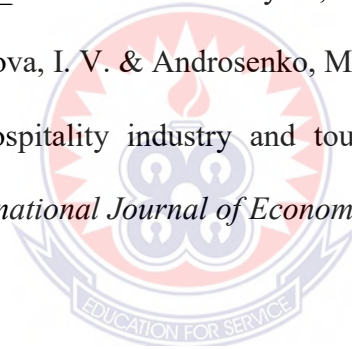 ova, I. V. & Androsenko, M
ospitality industry and tou
national Journal of Econom
EDUCATION FOR SERVICE